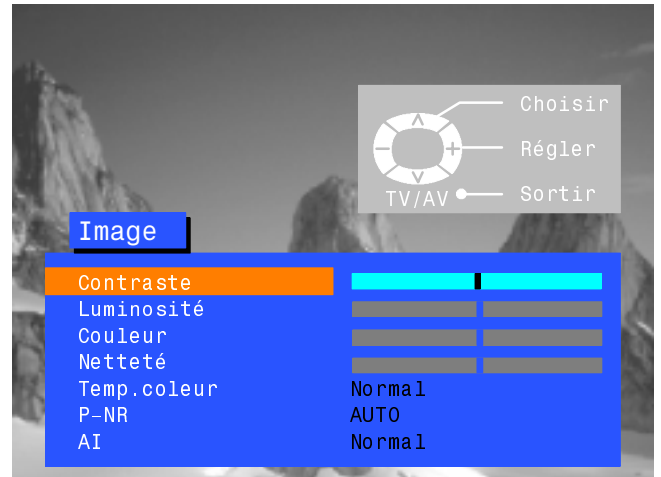 Choisir
Régler
TV/AV Sortir
Image
Contraste
Luminosité
Couleur
Netteté
Temp.coleur Normal
P-NR AUTO
AI Normal